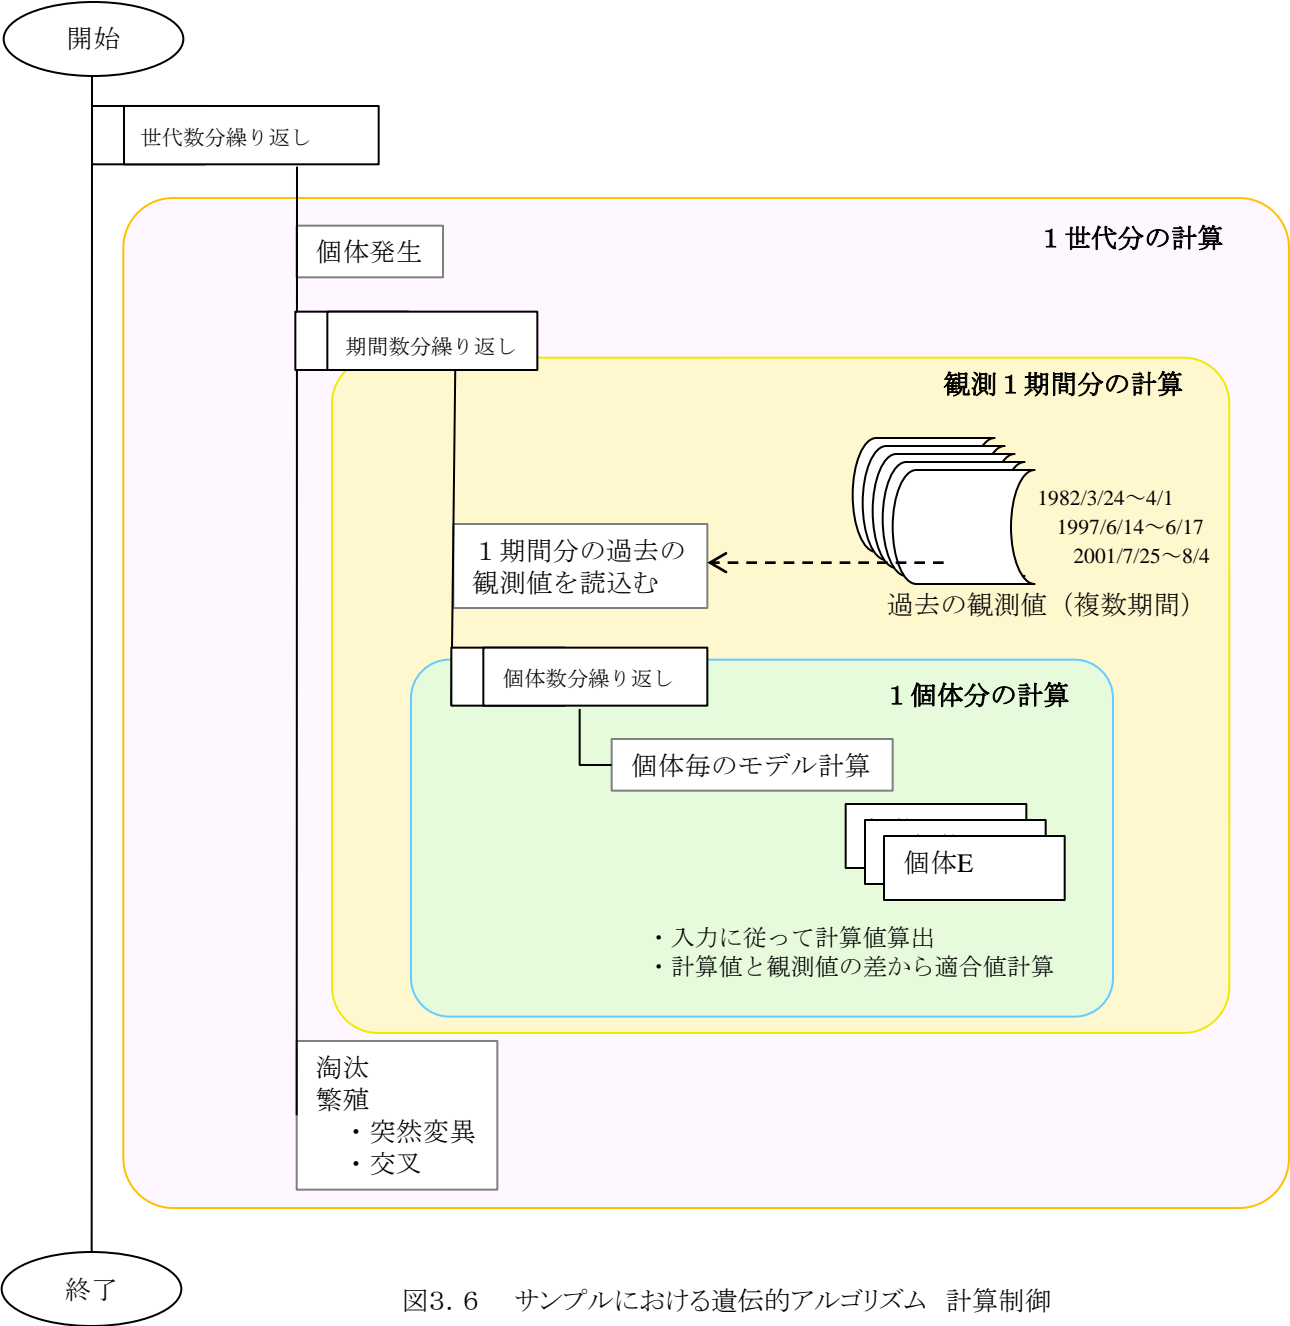 開始
世代数分繰り返し
１世代分の計算
個体発生
期間数分繰り返し
観測１期間分の計算
1982/3/24～4/1
1997/6/14～6/17
2001/7/25～8/4
１期間分の過去の
観測値を読込む
過去の観測値（複数期間）
個体数分繰り返し
１個体分の計算
個体毎のモデル計算
個体E
・入力に従って計算値算出
・計算値と観測値の差から適合値計算
淘汰
繁殖
・突然変異
・交叉
終了
図３．６　サンプルにおける遺伝的アルゴリズム　計算制御